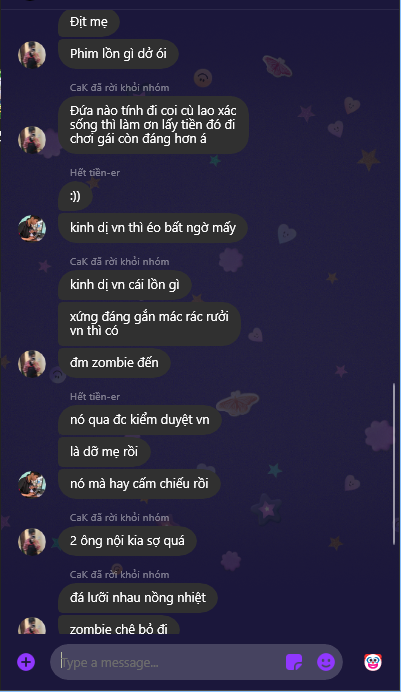 Địt mẹ
Phim lồn gì dở ói
CaK đã rời khỏi nhóm
Đứa nào tính đi coi cù lao xác
sống thì làm ơn lấy tiền đó đi
chơi gái còn đáng hơn á
Hết tiền-er
:))
kinh dị vn thì éo bất ngờ mấy
CaK đã rời khỏi nhóm
kinh dị vn cái lồn gì
xứng đáng gắn mác rác rưởi
vn thì có
đm zombie đến
Hết tiền-er
nó qua đc kiểm duyệt vn
là dỡ mẹ rồi
nó mà hay cấm chiếu rồi
CaK đã rời khỏi nhóm
2 ông nội kia sợ quá
CaK đã rời khỏi nhóm
đá lưỡi nhau nồng nhiệt
zombie chê bỏ đi
Type a message...